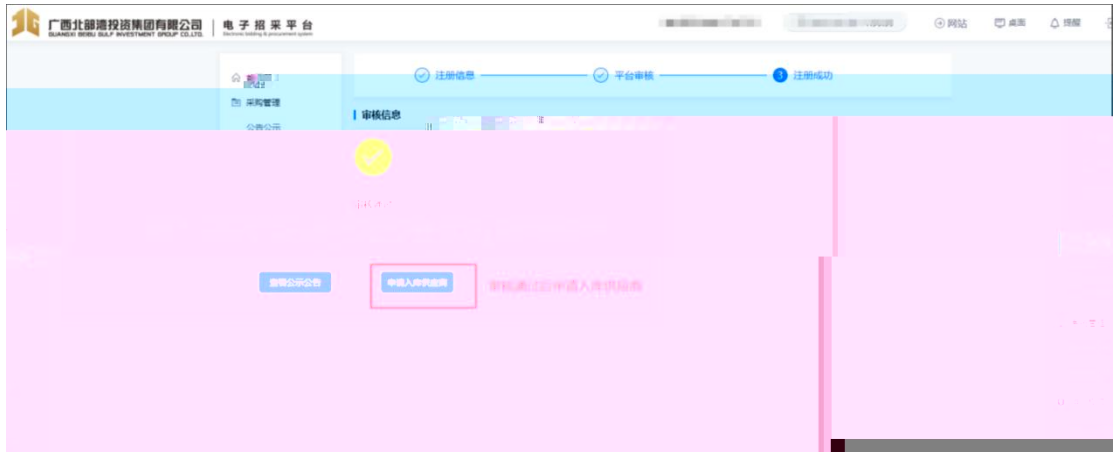 广西北部湾投资集团有限公司
GUANGXI BEIBU GULF INVESTMENT GROUP CO.,LTD.
电子招采平台
Electronic bidding & procurement system
网站
桌面
提醒
注册信息
平台审核
3 注册成功
采购管理
审核信息
公告公示
查看公示公告
申请入库供应商
审核通过后申请入库供应商